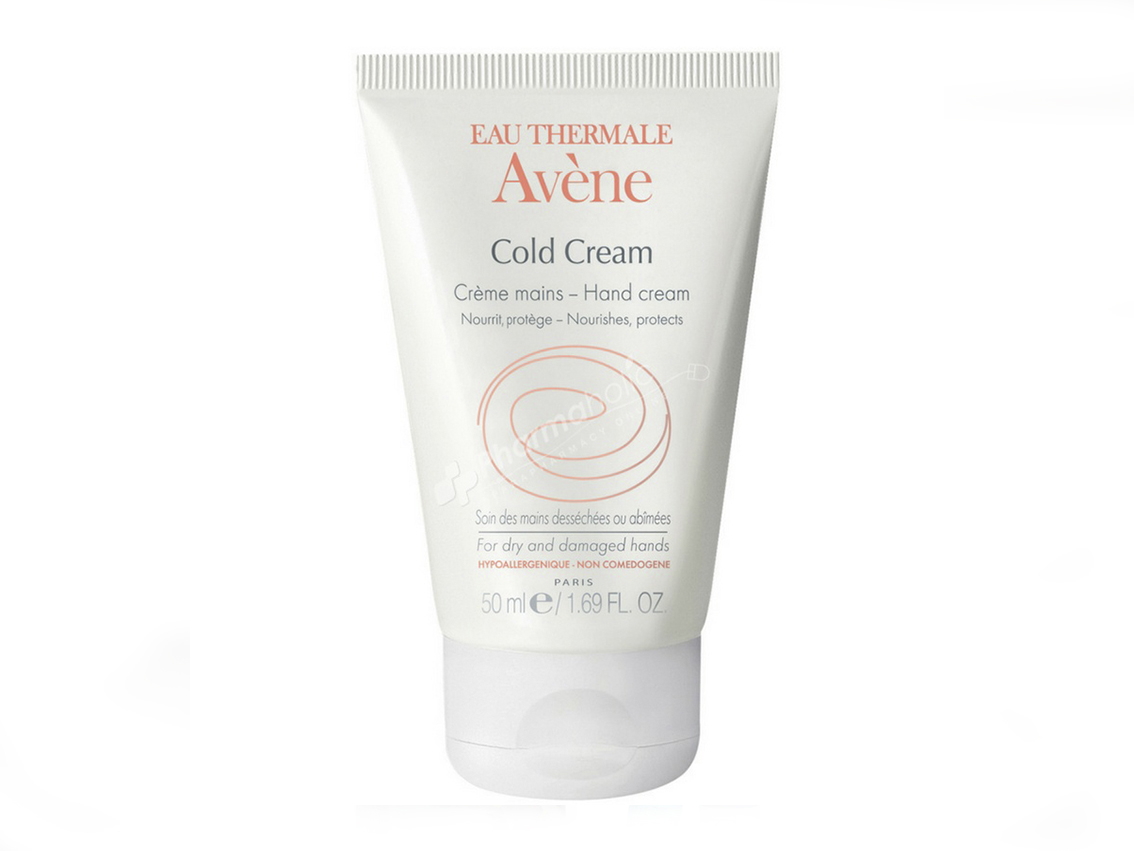 EAU THERMALE
Avène
Cold Cream
Crème mains – Hand cream
Nourrit, protège – Nourishes, protects
Pharmaholic
Soin des mains desséchées ou abîmées
For dry and damaged hands
HYPOALLERGENIQUE - NON COMEDOGENE
PARIS
50 ml e / 1.69 FL. OZ.